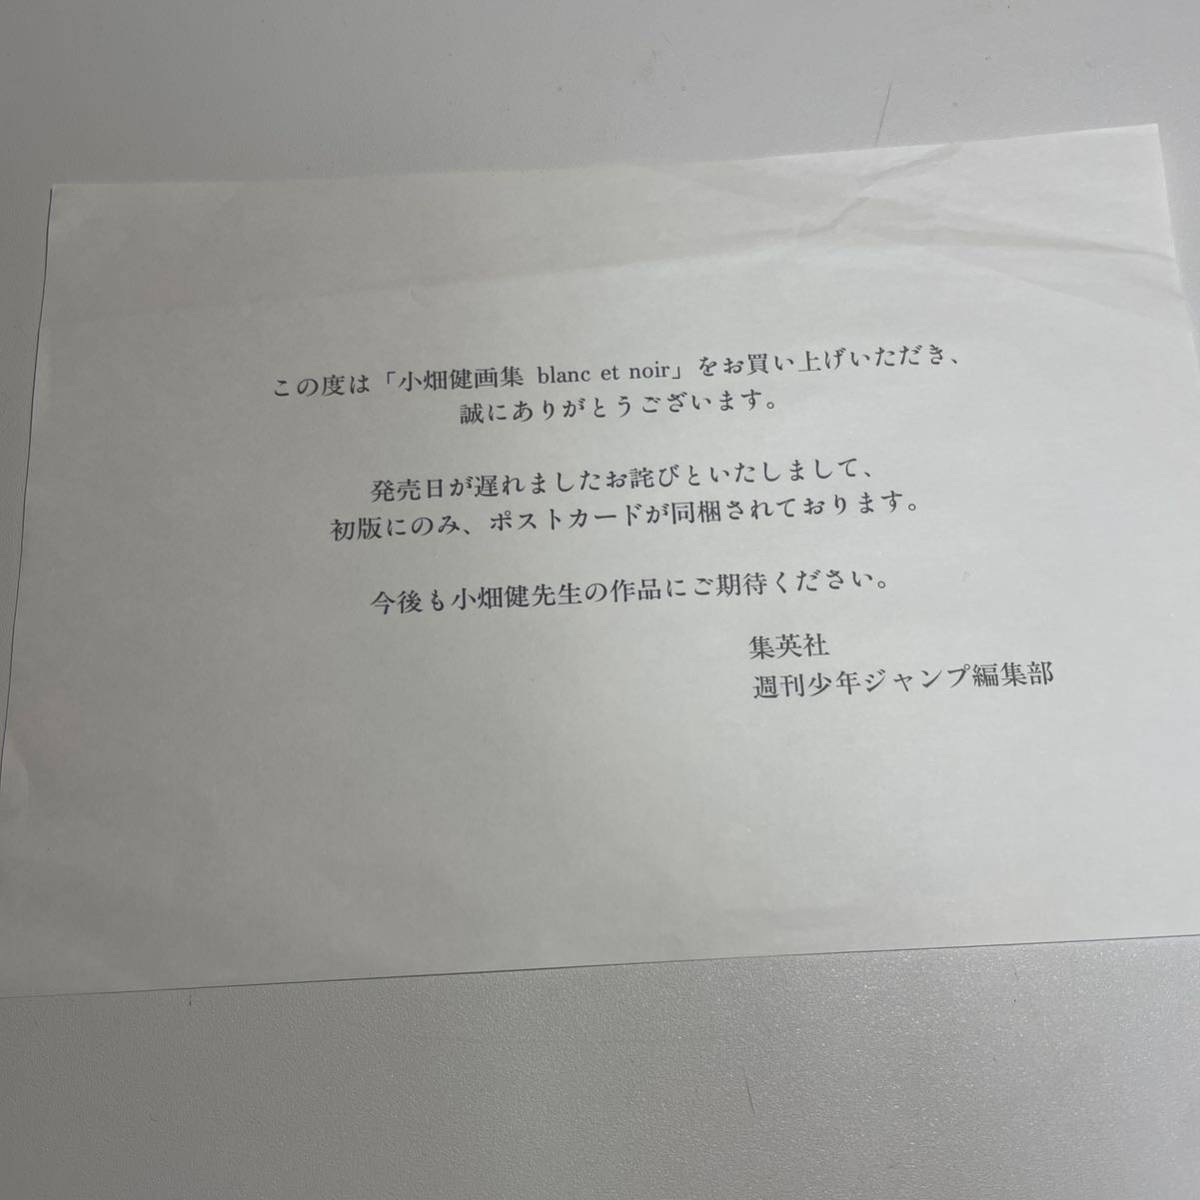 この度は「小畑健画集 blanc et noir」をお買い上げいただき、
誠にありがとうございます。
発売日が遅れましたお詫びといたしまして、
初版にのみ、ポストカードが同梱されております。
今後も小畑健先生の作品にご期待ください。
集英社
週刊少年ジャンプ編集部